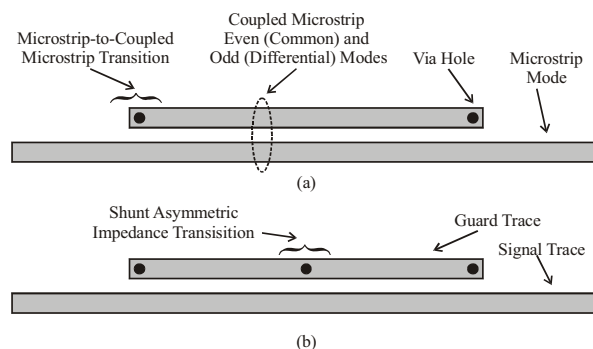 Microstrip-to-Coupled
Microstrip Transition
Coupled Microstrip
Even (Common) and
Odd (Differential) Modes
Via Hole
Microstrip
Mode
(a)
Shunt Asymmetric
Impedance Transisition
Guard Trace
Signal Trace
(b)